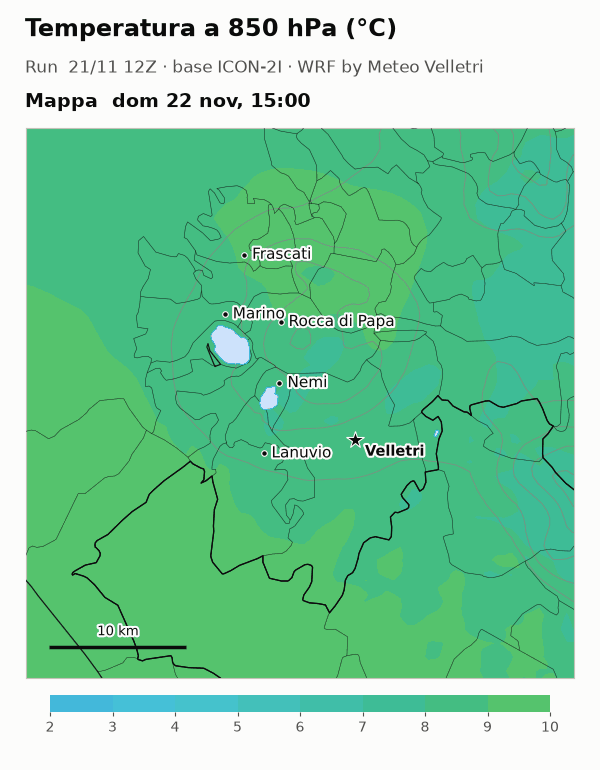 Temperatura a 850 hPa (°C)
Run  21/11 12Z · base ICON-2I · WRF by Meteo Velletri
Mappa  dom 22 nov, 15:00
Frascati
Marino
Rocca di Papa
Nemi
Velletri
Lanuvio
10 km
2 3 4 5 6 7 8 9 10